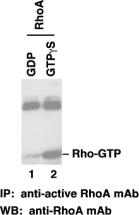 RhoA
GDP
GTPγS
Rho-GTP
1 2
IP: anti-active RhoA mAb
WB: anti-RhoA mAb